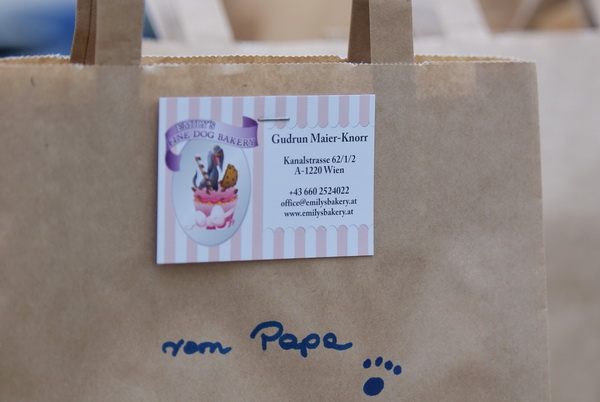 EMILY'S
FINE DOG BAKERY
Gudrun Maier-Knorr
Kanalstrasse 62/1/2
A-1220 Wien
+43 660 2524022
office@emilysbakery.at
www.emilysbakery.at
vom Papa